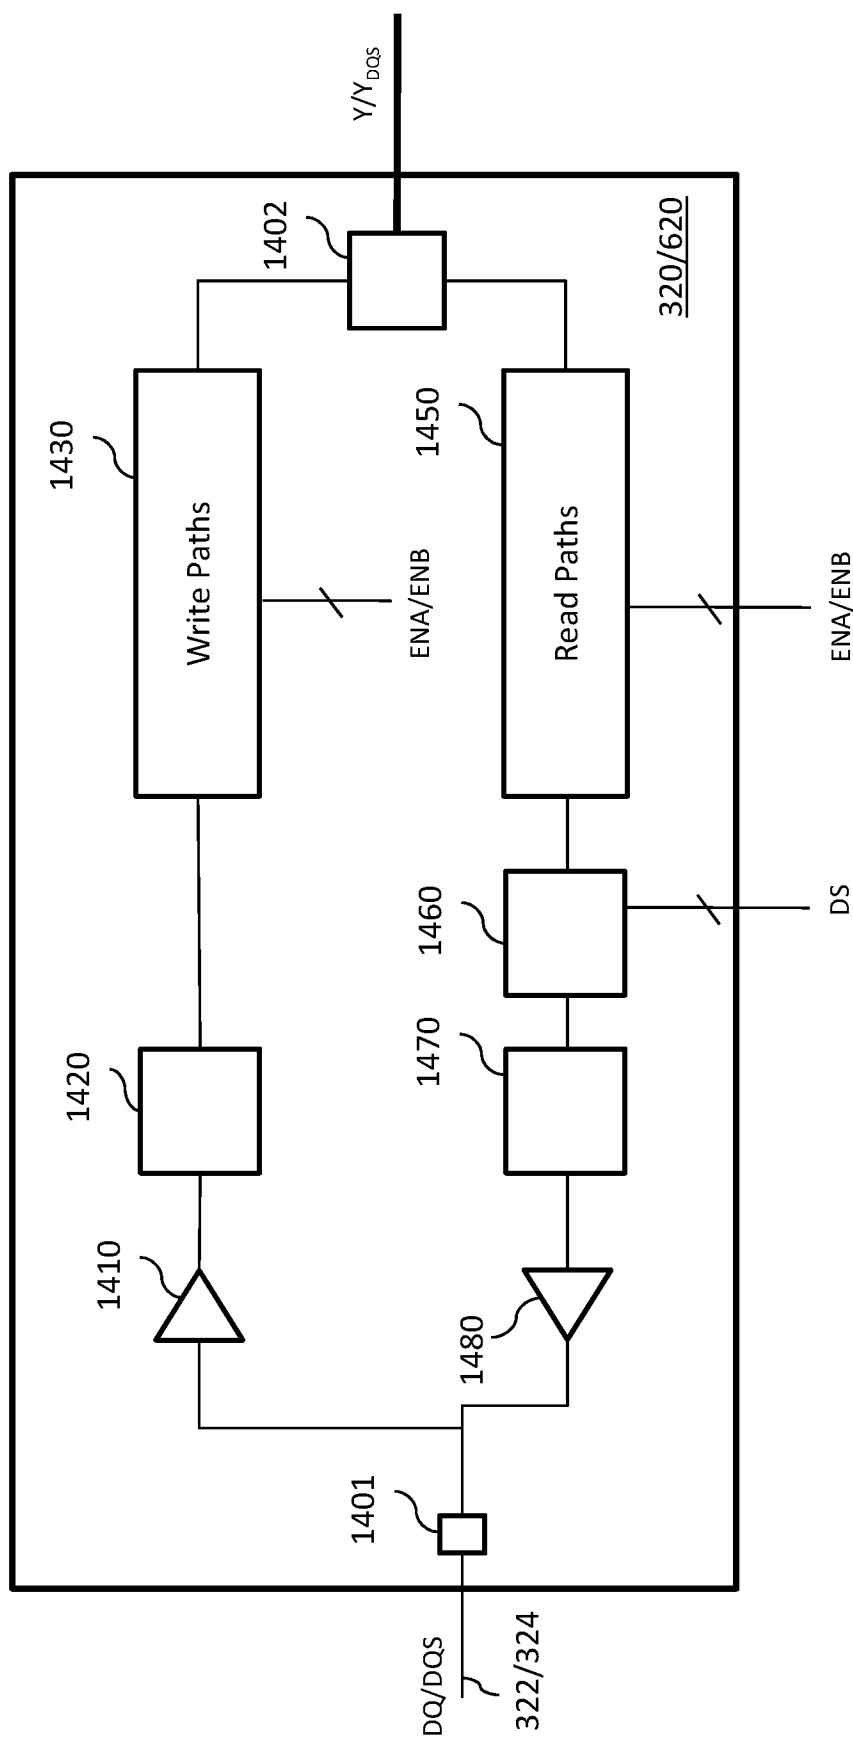 Y/YDQS
1402
320/620
1430
Write Paths
ENA/ENB
1450
Read Paths
ENA/ENB
1460
DS
1420
1470
1410
1480
1401
DQ/DQS
322/324